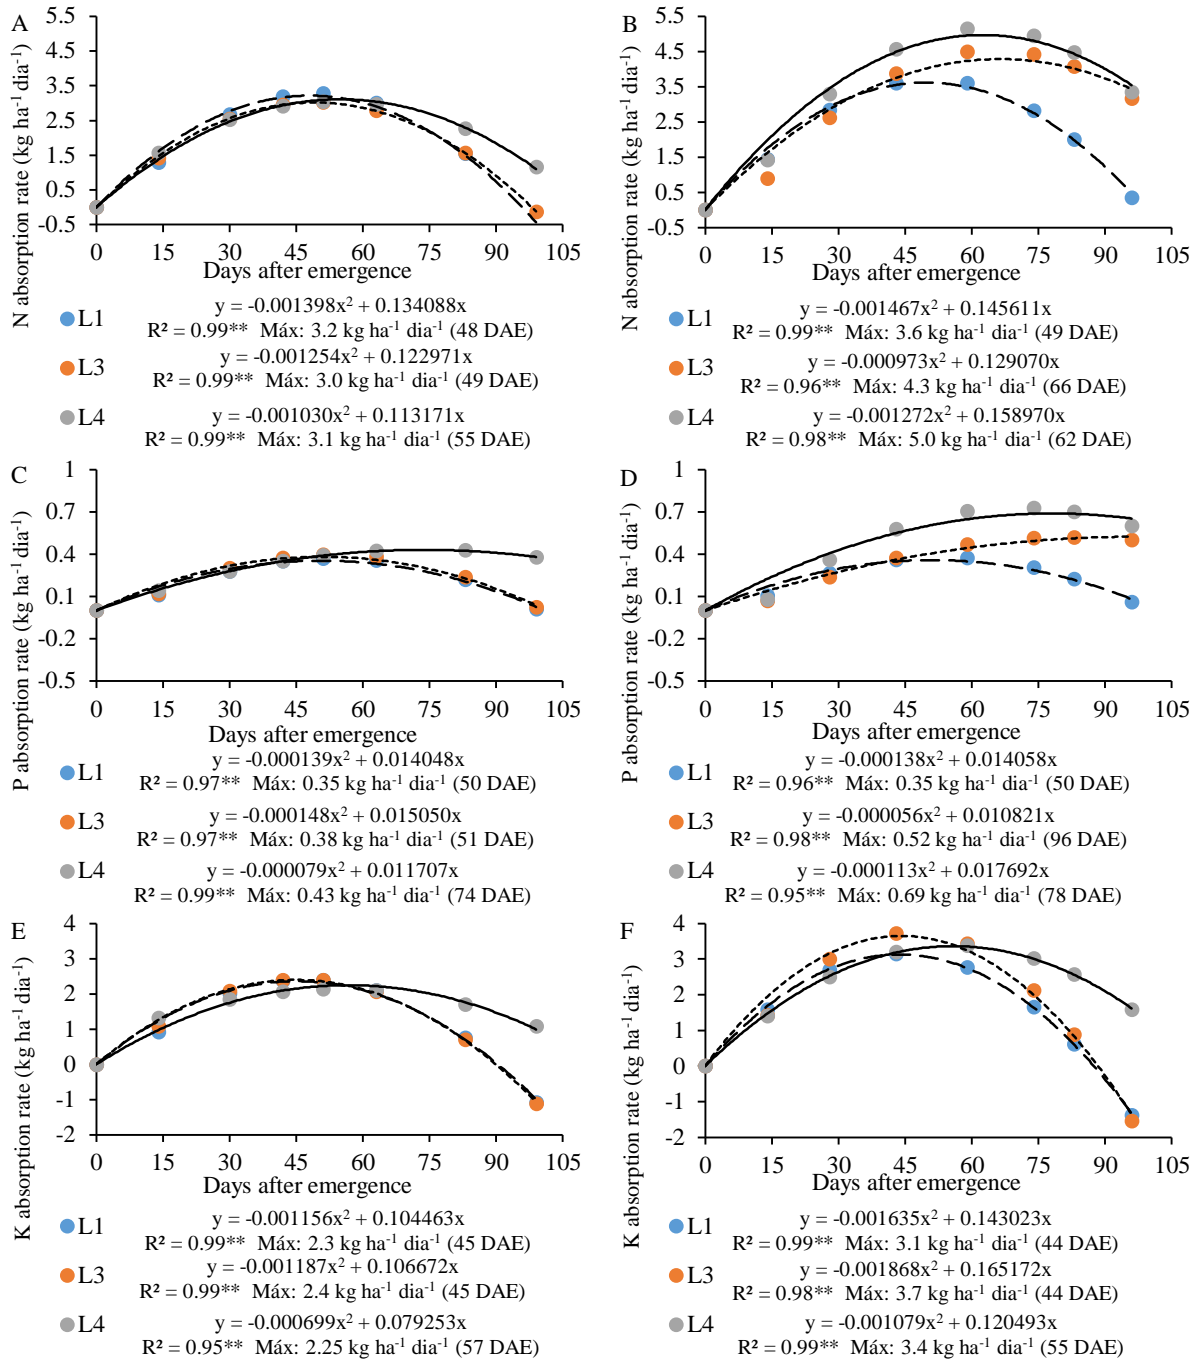 A
N absorption rate (kg ha⁻¹ dia⁻¹)
5.5
4.5
3.5
2.5
1.5
0.5
-0.5
0 15 30 45 60 75 90 105
Days after emergence
L1 y = -0.001398x² + 0.134088x
R² = 0.99** Máx: 3.2 kg ha⁻¹ dia⁻¹ (48 DAE)
L3 y = -0.001254x² + 0.122971x
R² = 0.99** Máx: 3.0 kg ha⁻¹ dia⁻¹ (49 DAE)
L4 y = -0.001030x² + 0.113171x
R² = 0.99** Máx: 3.1 kg ha⁻¹ dia⁻¹ (55 DAE)
B
N absorption rate (kg ha⁻¹ dia⁻¹)
5.5
4.5
3.5
2.5
1.5
0.5
-0.5
0 15 30 45 60 75 90 105
Days after emergence
L1 y = -0.001467x² + 0.145611x
R² = 0.99** Máx: 3.6 kg ha⁻¹ dia⁻¹ (49 DAE)
L3 y = -0.000973x² + 0.129070x
R² = 0.96** Máx: 4.3 kg ha⁻¹ dia⁻¹ (66 DAE)
L4 y = -0.001272x² + 0.158970x
R² = 0.98** Máx: 5.0 kg ha⁻¹ dia⁻¹ (62 DAE)
C
P absorption rate (kg ha⁻¹ dia⁻¹)
1
0.7
0.4
0.1
-0.2
-0.5
0 15 30 45 60 75 90 105
Days after emergence
L1 y = -0.000139x² + 0.014048x
R² = 0.97** Máx: 0.35 kg ha⁻¹ dia⁻¹ (50 DAE)
L3 y = -0.000148x² + 0.015050x
R² = 0.97** Máx: 0.38 kg ha⁻¹ dia⁻¹ (51 DAE)
L4 y = -0.000079x² + 0.011707x
R² = 0.99** Máx: 0.43 kg ha⁻¹ dia⁻¹ (74 DAE)
D
P absorption rate (kg ha⁻¹ dia⁻¹)
1
0.7
0.4
0.1
-0.2
-0.5
0 15 30 45 60 75 90 105
Days after emergence
L1 y = -0.000138x² + 0.014058x
R² = 0.96** Máx: 0.35 kg ha⁻¹ dia⁻¹ (50 DAE)
L3 y = -0.000056x² + 0.010821x
R² = 0.98** Máx: 0.52 kg ha⁻¹ dia⁻¹ (96 DAE)
L4 y = -0.000113x² + 0.017692x
R² = 0.95** Máx: 0.69 kg ha⁻¹ dia⁻¹ (78 DAE)
E
K absorption rate (kg ha⁻¹ dia⁻¹)
4
3
2
1
0
-1
-2
0 15 30 45 60 75 90 105
Days after emergence
L1 y = -0.001156x² + 0.104463x
R² = 0.99** Máx: 2.3 kg ha⁻¹ dia⁻¹ (45 DAE)
L3 y = -0.001187x² + 0.106672x
R² = 0.99** Máx: 2.4 kg ha⁻¹ dia⁻¹ (45 DAE)
L4 y = -0.000699x² + 0.079253x
R² = 0.95** Máx: 2.25 kg ha⁻¹ dia⁻¹ (57 DAE)
F
K absorption rate (kg ha⁻¹ dia⁻¹)
4
3
2
1
0
-1
-2
0 15 30 45 60 75 90 105
Days after emergence
L1 y = -0.001635x² + 0.143023x
R² = 0.99** Máx: 3.1 kg ha⁻¹ dia⁻¹ (44 DAE)
L3 y = -0.001868x² + 0.165172x
R² = 0.98** Máx: 3.7 kg ha⁻¹ dia⁻¹ (44 DAE)
L4 y = -0.001079x² + 0.120493x
R² = 0.99** Máx: 3.4 kg ha⁻¹ dia⁻¹ (55 DAE)